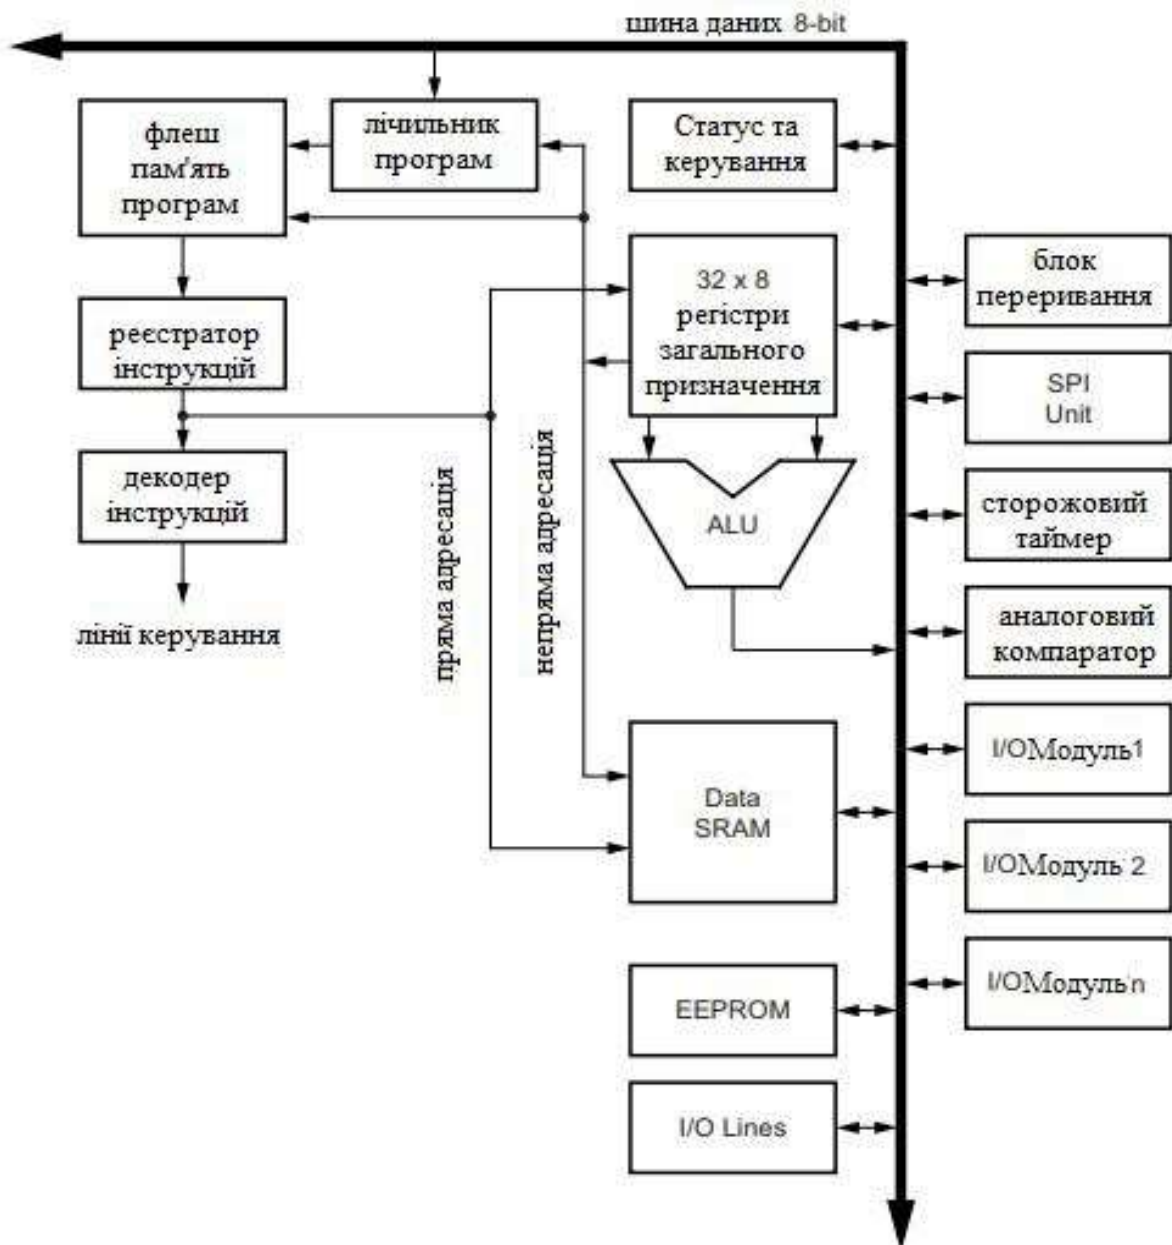 шина даних 8-bit
флеш
пам'ять
програм
лічильник
програм
Статус та
керування
32 x 8
регістри
загального
призначення
блок
переривання
реєстратор
інструкцій
SPI
Unit
декодер
інструкцій
ALU
сторожовий
таймер
лінії керування
пряма адресація
непряма адресація
аналоговий
компаратор
Data
SRAM
I/OМодуль1
I/OМодуль 2
I/OМодуль n
EEPROM
I/O Lines